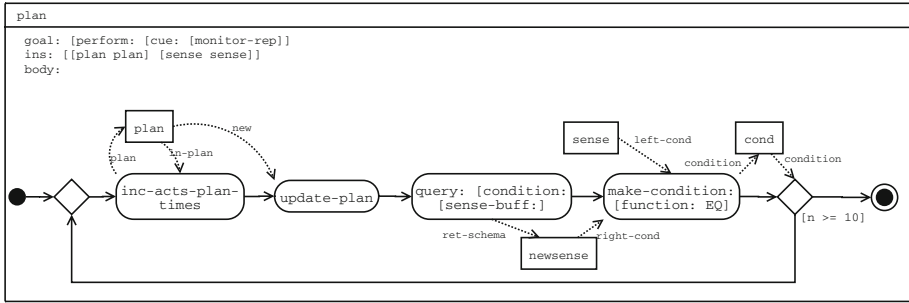 plan
goal: [perform: [cue: [monitor-rep]]
ins: [[plan plan] [sense sense]]
body:
plan
new
sense
left-cond
cond
plan
in-plan
condition
condition
inc-acts-plan-
times
update-plan
query: [condition:
[sense-buff:]
make-condition:
[function: EQ]
[n >= 10]
ret-schema
right-cond
newsense